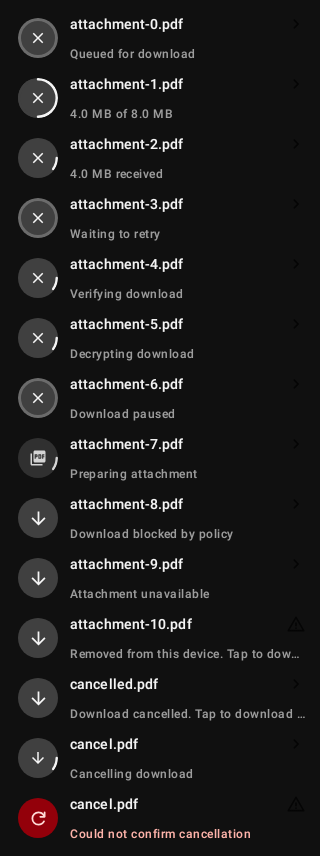 attachment-0.pdf
Queued for download
attachment-1.pdf
4.0 MB of 8.0 MB
attachment-2.pdf
4.0 MB received
attachment-3.pdf
Waiting to retry
attachment-4.pdf
Verifying download
attachment-5.pdf
Decrypting download
attachment-6.pdf
Download paused
attachment-7.pdf
PDF
Preparing attachment
attachment-8.pdf
Download blocked by policy
attachment-9.pdf
Attachment unavailable
attachment-10.pdf
Removed from this device. Tap to dow…
cancelled.pdf
Download cancelled. Tap to download …
cancel.pdf
Cancelling download
cancel.pdf
Could not confirm cancellation